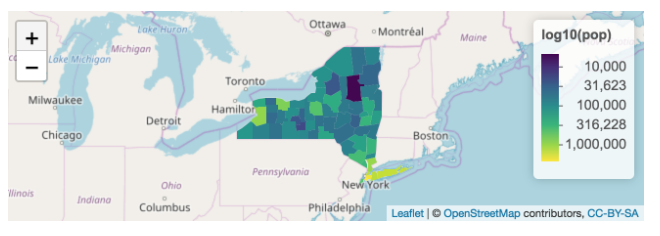 +
−
Lake Huron
Ottawa
Montréal
Maine
Michigan
Lake Michigan
Toronto
Milwaukee
Hamilton
Detroit
Chicago
Boston
Pennsylvania
New York
Ohio
Illinois
Indiana
Columbus
Philadelphia
log10(pop)
10,000
31,623
100,000
316,228
1,000,000
Leaflet | © OpenStreetMap contributors, CC-BY-SA